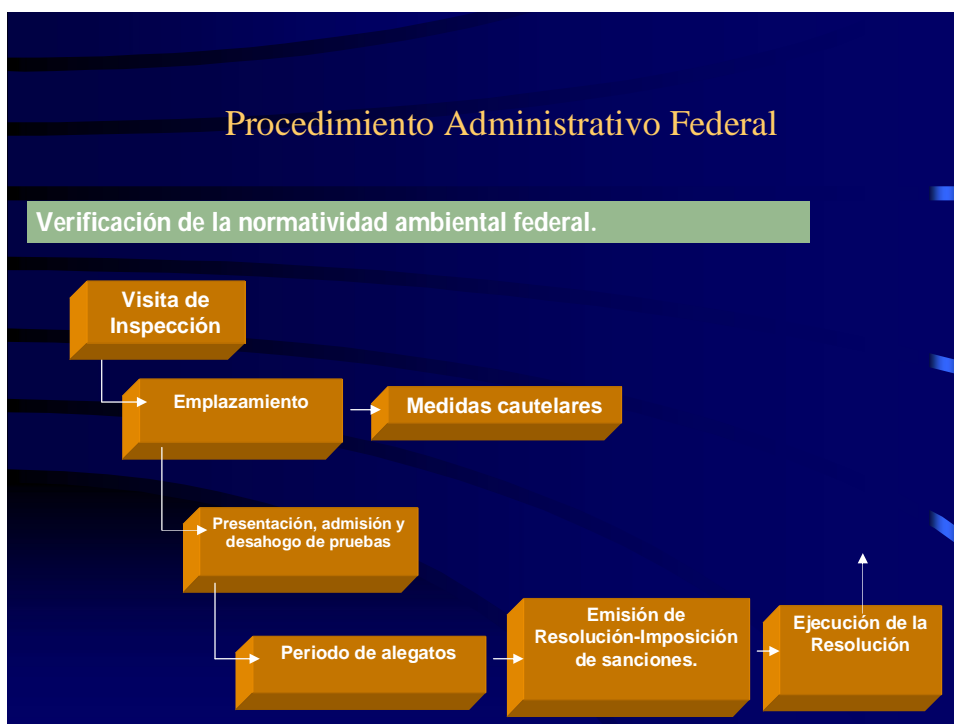 Procedimiento Administrativo Federal
Verificación de la normatividad ambiental federal.
Visita de
Inspección
Emplazamiento
Medidas cautelares
Presentación, admisión y
desahogo de pruebas
Periodo de alegatos
Emisión de
Resolución-Imposición
de sanciones.
Ejecución de la
Resolución